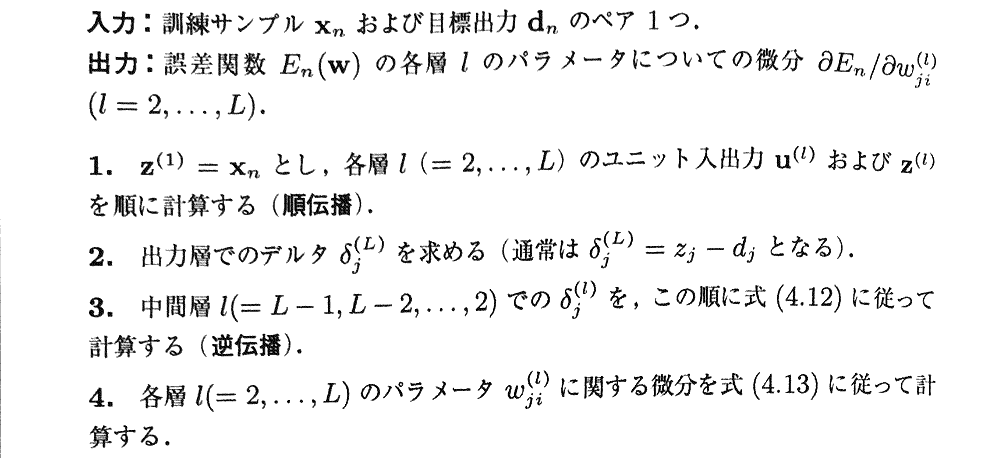 入力：訓練サンプル $\mathbf{x}_n$ および目標出力 $\mathbf{d}_n$ のペア 1 つ．
出力：誤差関数 $E_n(\mathbf{w})$ の各層 $l$ のパラメータについての微分 $\partial E_n/\partial w_{ji}^{(l)}$
$(l = 2, \ldots, L)$．
1. $\mathbf{z}^{(1)} = \mathbf{x}_n$ とし，各層 $l$ $(= 2, \ldots, L)$ のユニット入出力 $\mathbf{u}^{(l)}$ および $\mathbf{z}^{(l)}$
を順に計算する（順伝播）．
2. 出力層でのデルタ $\delta_j^{(L)}$ を求める（通常は $\delta_j^{(L)} = z_j - d_j$ となる）．
3. 中間層 $l(= L-1, L-2, \ldots, 2)$ での $\delta_j^{(l)}$ を，この順に式 (4.12) に従って
計算する（逆伝播）．
4. 各層 $l(= 2, \ldots, L)$ のパラメータ $w_{ji}^{(l)}$ に関する微分を式 (4.13) に従って計
算する．